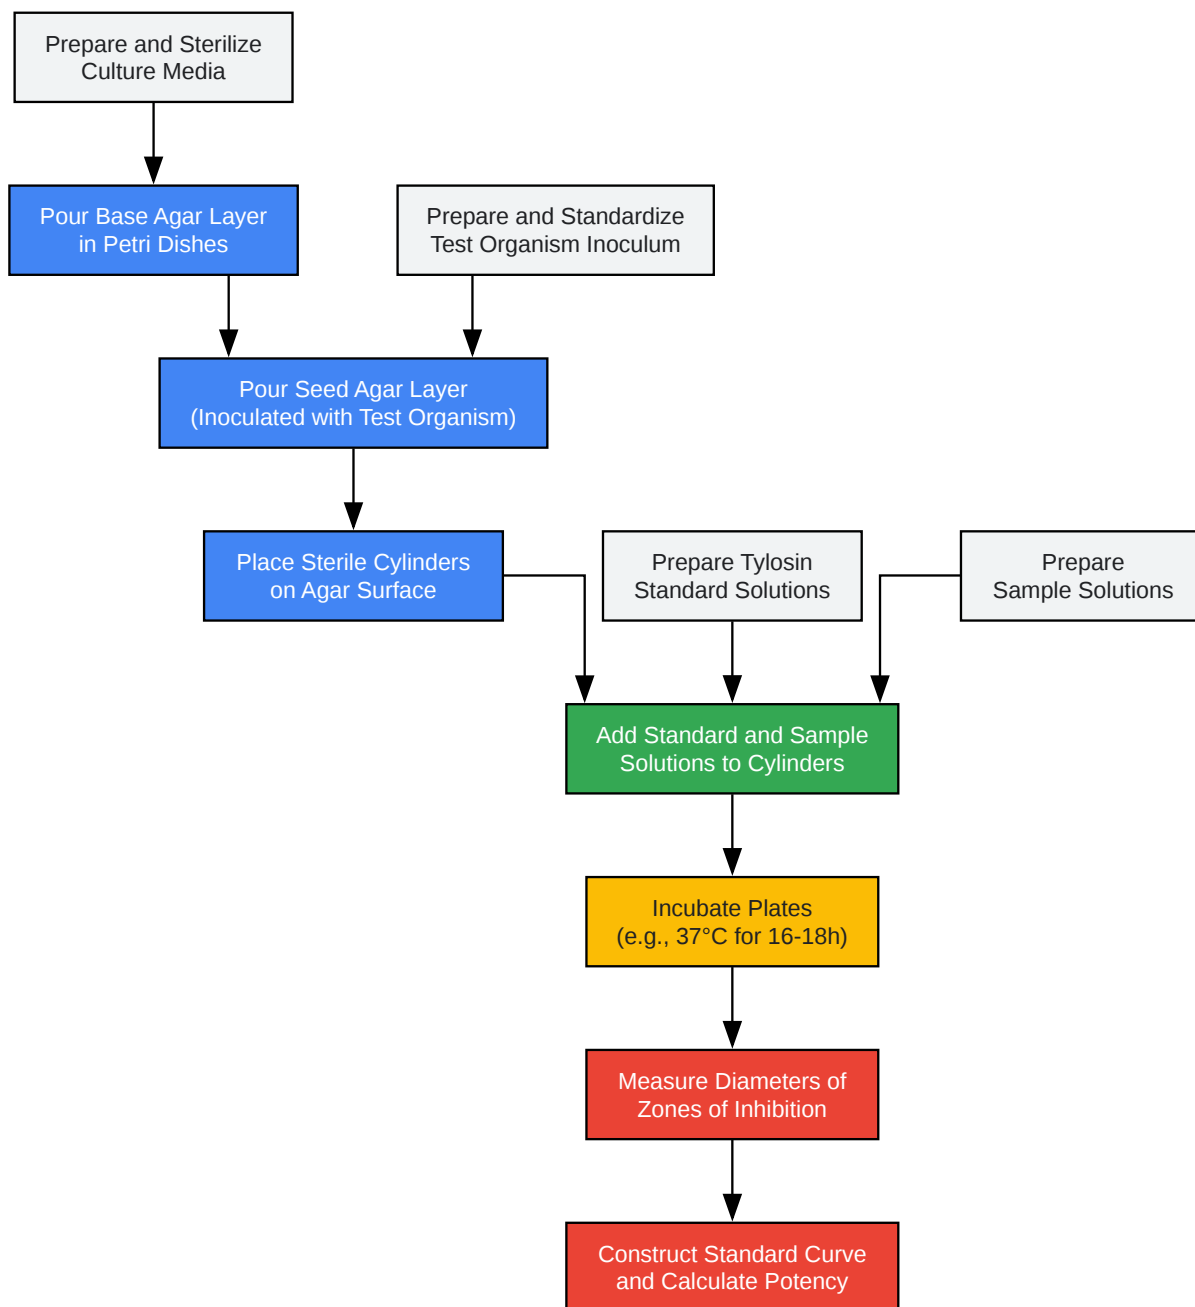 Prepare and Sterilize
Culture Media
Pour Base Agar Layer
in Petri Dishes
Prepare and Standardize
Test Organism Inoculum
Pour Seed Agar Layer
(Inoculated with Test Organism)
Place Sterile Cylinders
on Agar Surface
Prepare Tylosin
Standard Solutions
Prepare
Sample Solutions
Add Standard and Sample
Solutions to Cylinders
Incubate Plates
(e.g., 37°C for 16-18h)
Measure Diameters of
Zones of Inhibition
Construct Standard Curve
and Calculate Potency